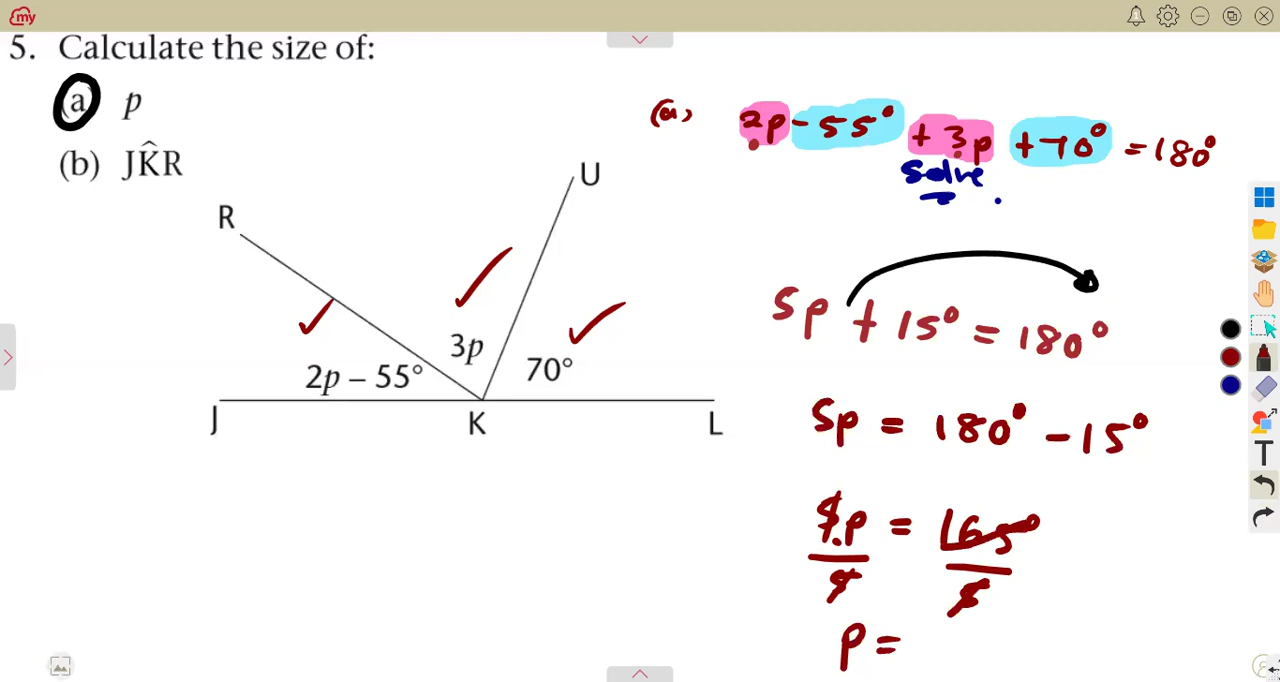 my
5. Calculate the size of:
(a) p
(b) JK̂R
R
U
3p
2p – 55°
70°
J
K
L
(a) 2p - 55° + 3p + 70° = 180°
Solve
5p + 15° = 180°
5p = 180° - 15°
5p/5 = 165°/5
p =
T